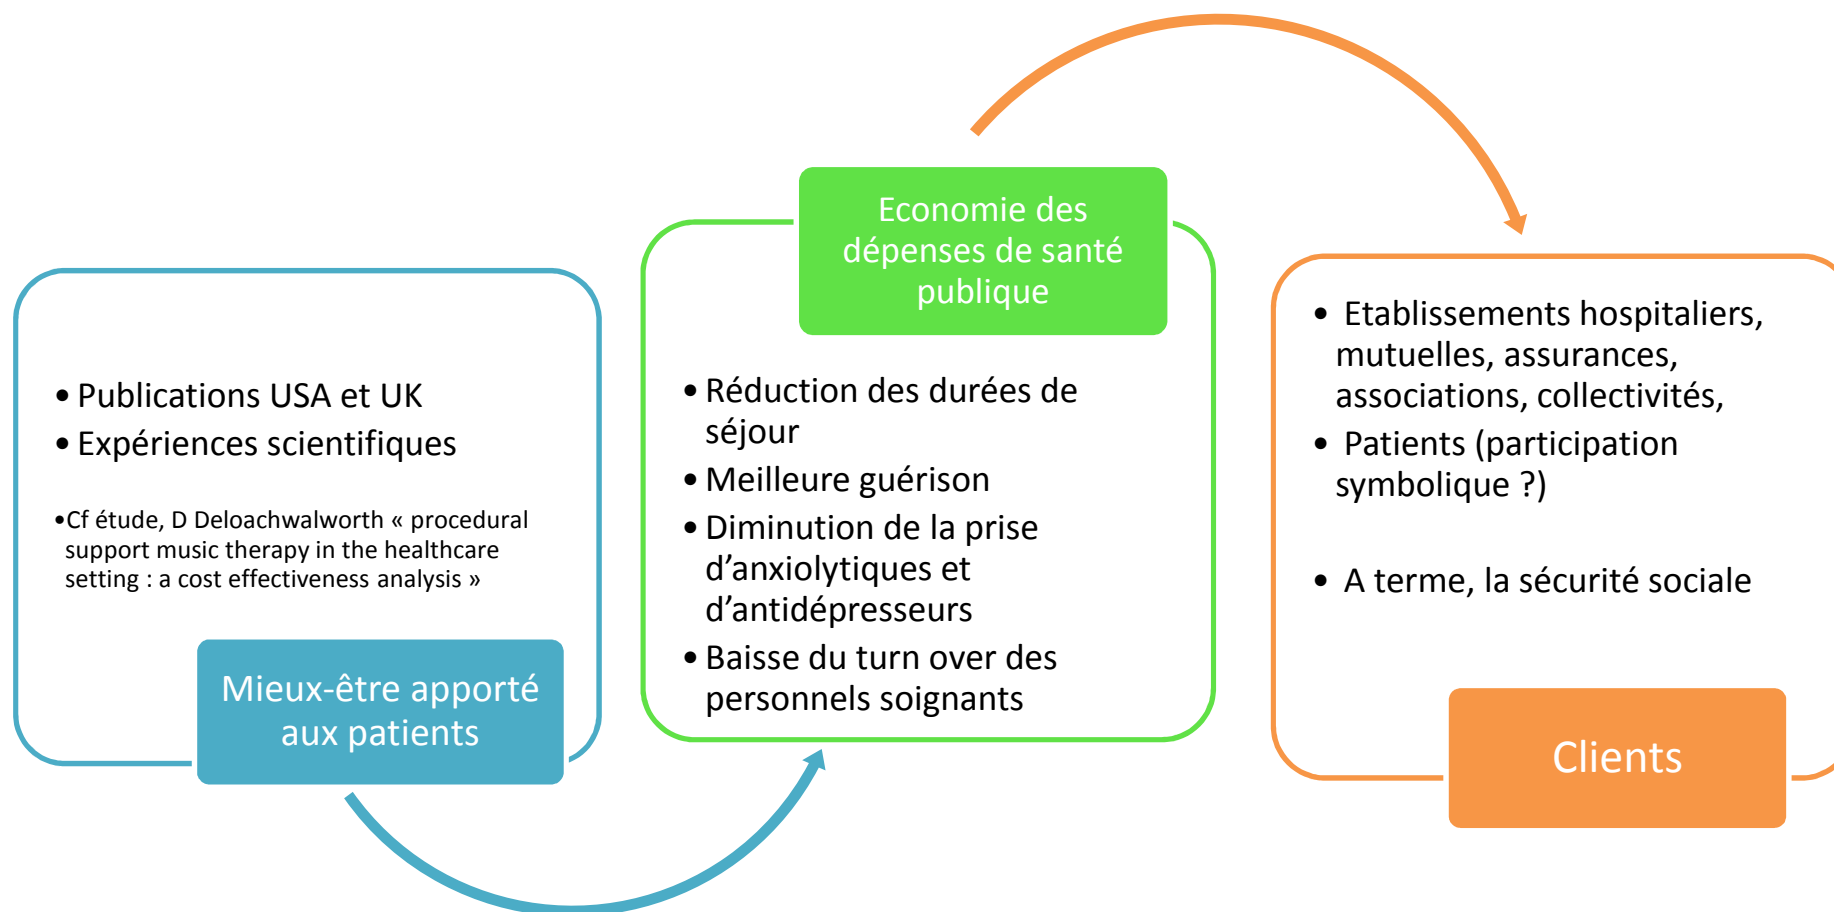 • Publications USA et UK
• Expériences scientifiques
•Cf étude, D Deloachwalworth « procedural
support music therapy in the healthcare
setting : a cost effectiveness analysis »
Mieux-être apporté
aux patients
Economie des
dépenses de santé
publique
• Réduction des durées de
séjour
• Meilleure guérison
• Diminution de la prise
d’anxiolytiques et
d’antidépresseurs
• Baisse du turn over des
personnels soignants
• Etablissements hospitaliers,
mutuelles, assurances,
associations, collectivités,
• Patients (participation
symbolique ?)
• A terme, la sécurité sociale
Clients